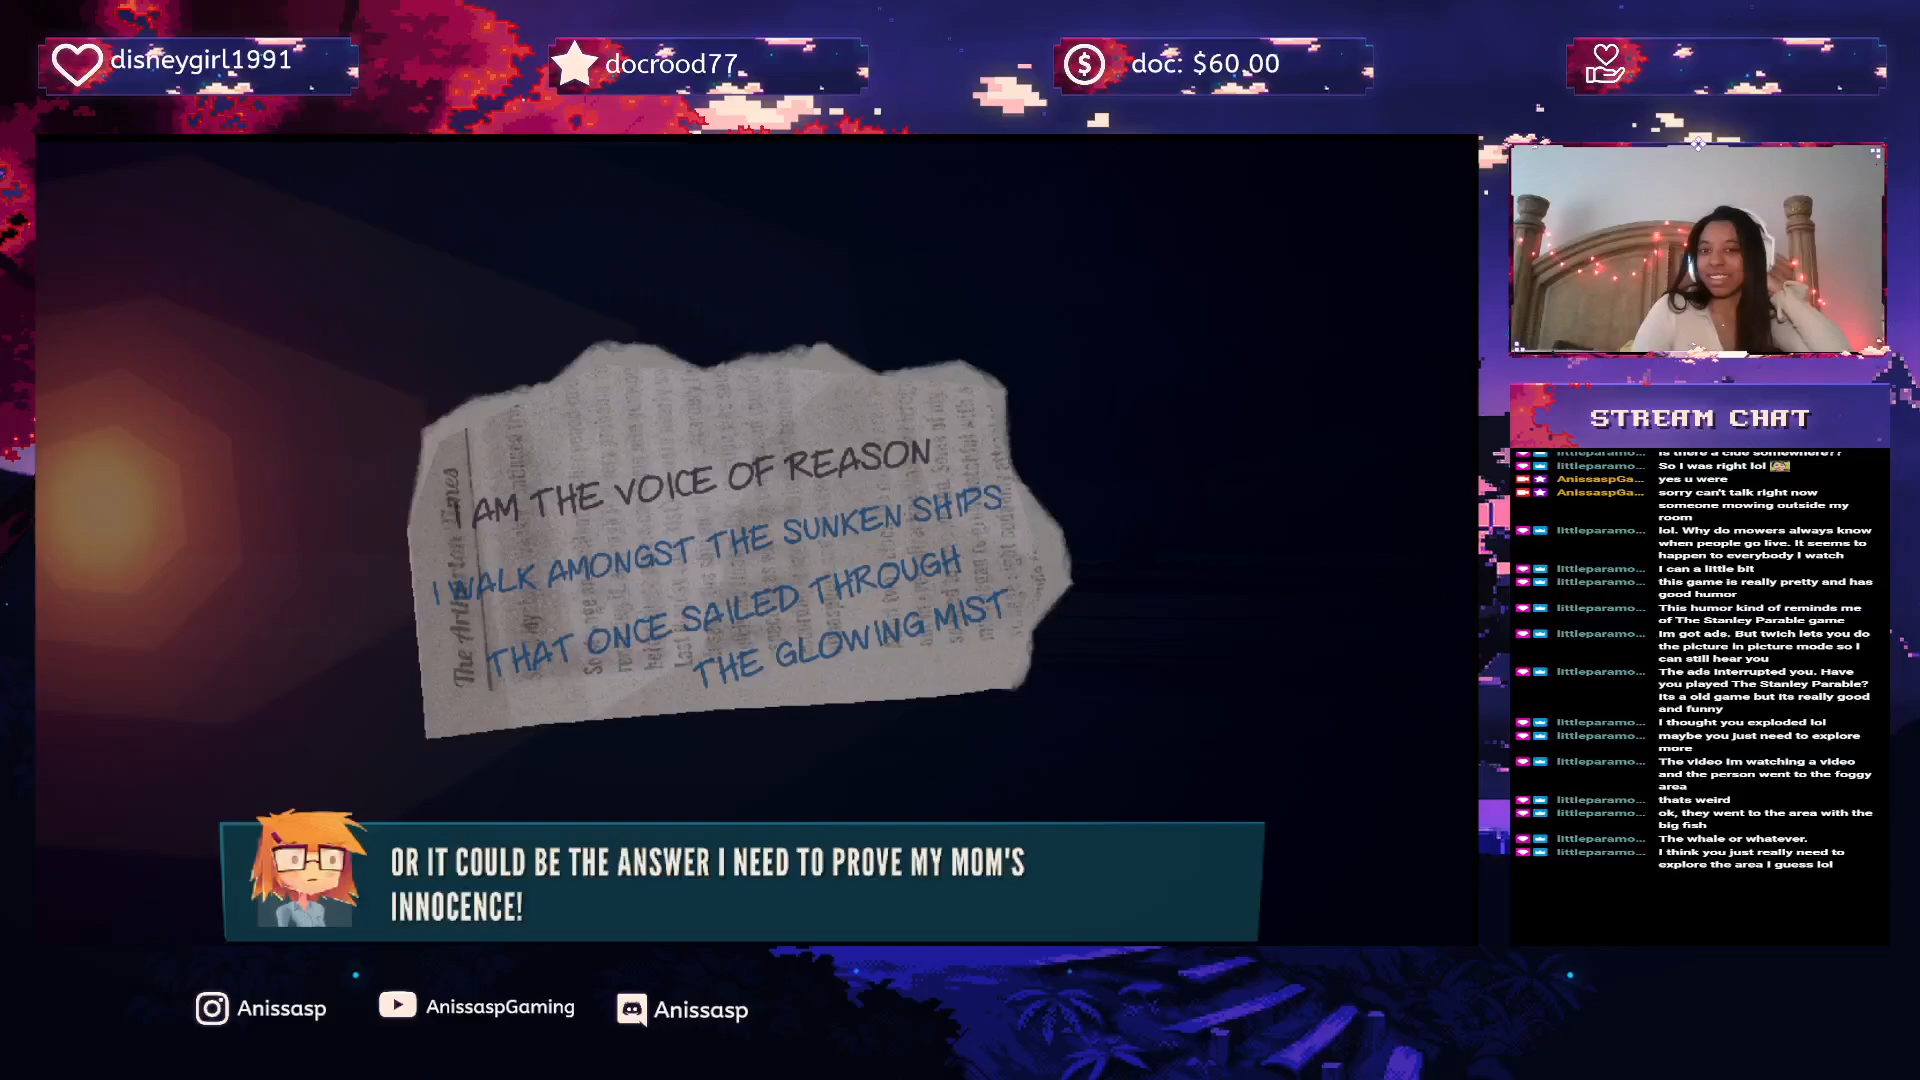 disneygirl1991
docrood77
doc: $60.00
I AM THE VOICE OF REASON
I WALK AMONGST THE SUNKEN SHIPS
THAT ONCE SAILED THROUGH
THE GLOWING MIST
OR IT COULD BE THE ANSWER I NEED TO PROVE MY MOM'S
INNOCENCE!
STREAM CHAT
littleparamo... is there a clue somewhere??
littleparamo... So I was right lol
AnissaspGa... yes u were
AnissaspGa... sorry can't talk right now
someone mowing outside my
room
littleparamo... lol. Why do mowers always know
when people go live. It seems to
happen to everybody I watch
littleparamo... I can a little bit
littleparamo... this game is really pretty and has
good humor
littleparamo... This humor kind of reminds me
of The Stanley Parable game
littleparamo... Im got ads. But twich lets you do
the picture in picture mode so I
can still hear you
littleparamo... The ads interrupted you. Have
you played The Stanley Parable?
Its a old game but its really good
and funny
littleparamo... I thought you exploded lol
littleparamo... maybe you just need to explore
more
littleparamo... The video Im watching a video
and the person went to the foggy
area
littleparamo... thats weird
littleparamo... ok, they went to the area with the
big fish
littleparamo... The whale or whatever.
littleparamo... I think you just really need to
explore the area I guess lol
Anissasp
AnissaspGaming
Anissasp